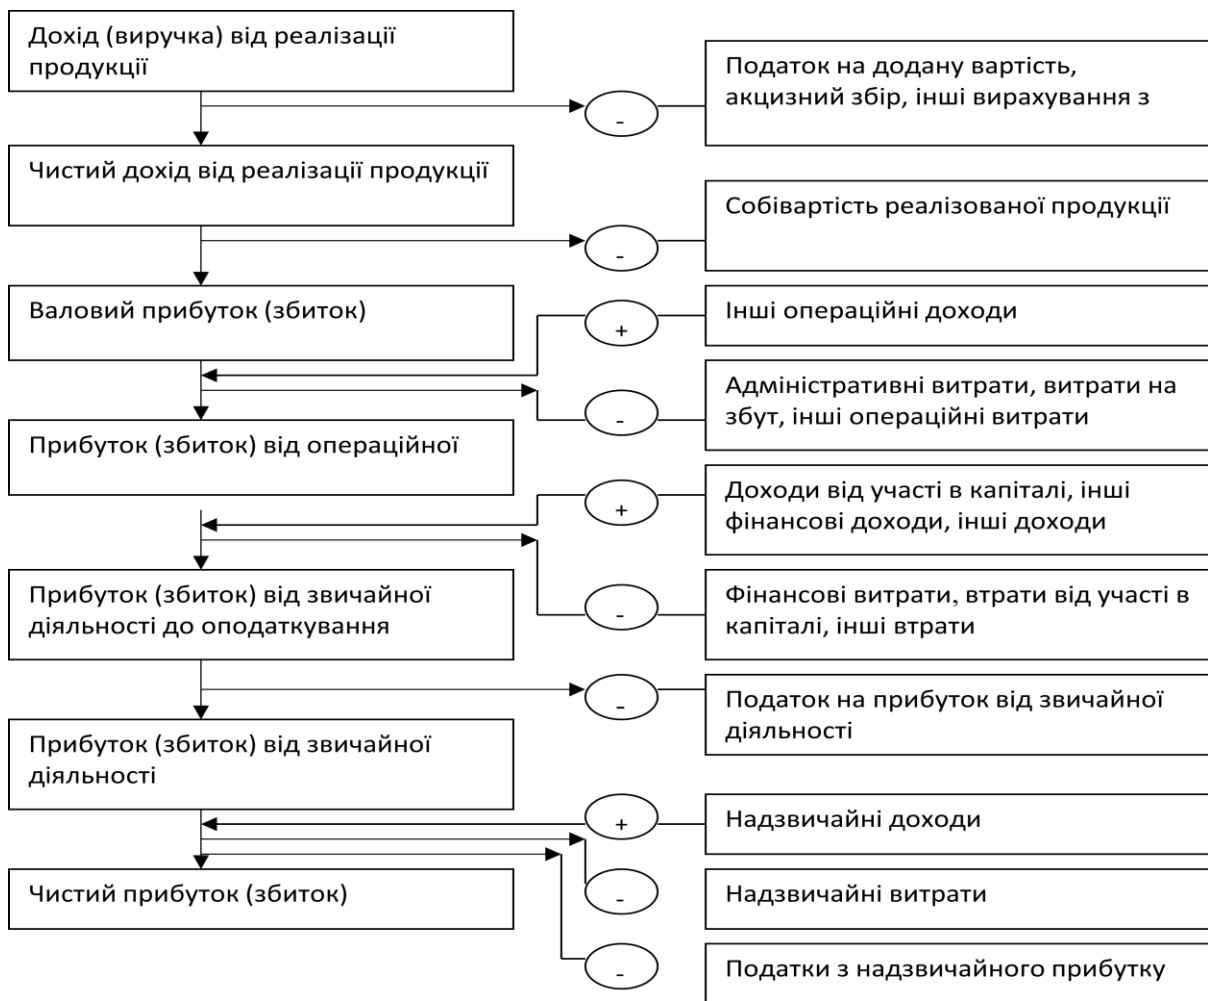 Дохід (виручка) від реалізації
продукції
Податок на додану вартість,
акцизний збір, інші вирахування з
-
Чистий дохід від реалізації продукції
Собівартість реалізованої продукції
-
Валовий прибуток (збиток)
+
Інші операційні доходи
Адміністративні витрати, витрати на
збут, інші операційні витрати
-
Прибуток (збиток) від операційної
+
Доходи від участі в капіталі, інші
фінансові доходи, інші доходи
Прибуток (збиток) від звичайної
діяльності до оподаткування
-
Фінансові витрати, втрати від участі в
капіталі, інші втрати
-
Податок на прибуток від звичайної
діяльності
Прибуток (збиток) від звичайної
діяльності
+
Надзвичайні доходи
Чистий прибуток (збиток)
-
Надзвичайні витрати
-
Податки з надзвичайного прибутку